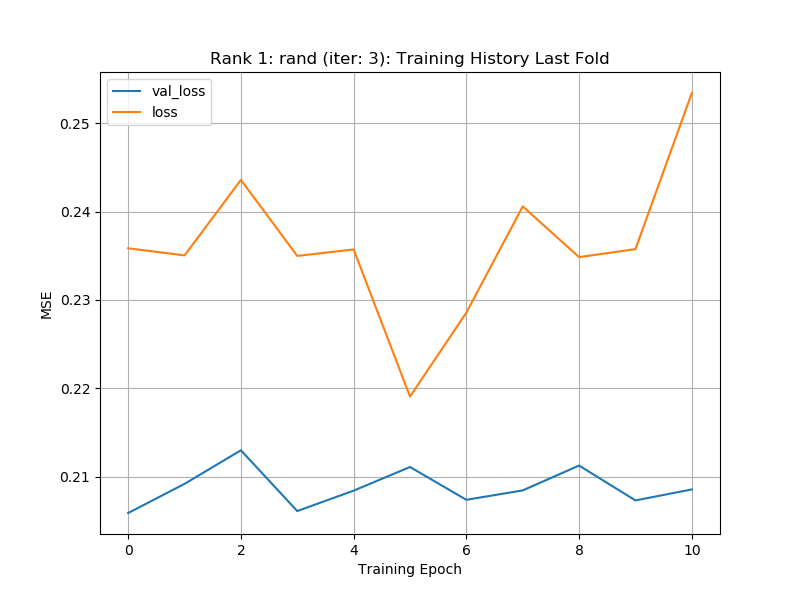 Rank 1: rand (iter: 3): Training History Last Fold
val_loss
loss
0.25
0.24
0.23
0.22
0.21
MSE
0 2 4 6 8 10
Training Epoch